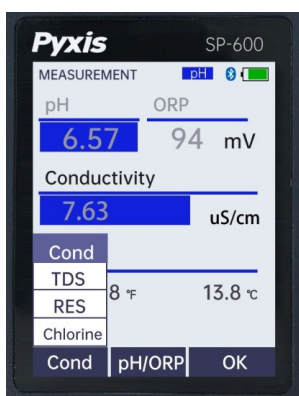 Pyxis SP-600
MEASUREMENT pH
pH ORP
6.57 94 mV
Conductivity
7.63 uS/cm
Cond
TDS
8 °F 13.8 °C
RES
Chlorine
Cond pH/ORP OK